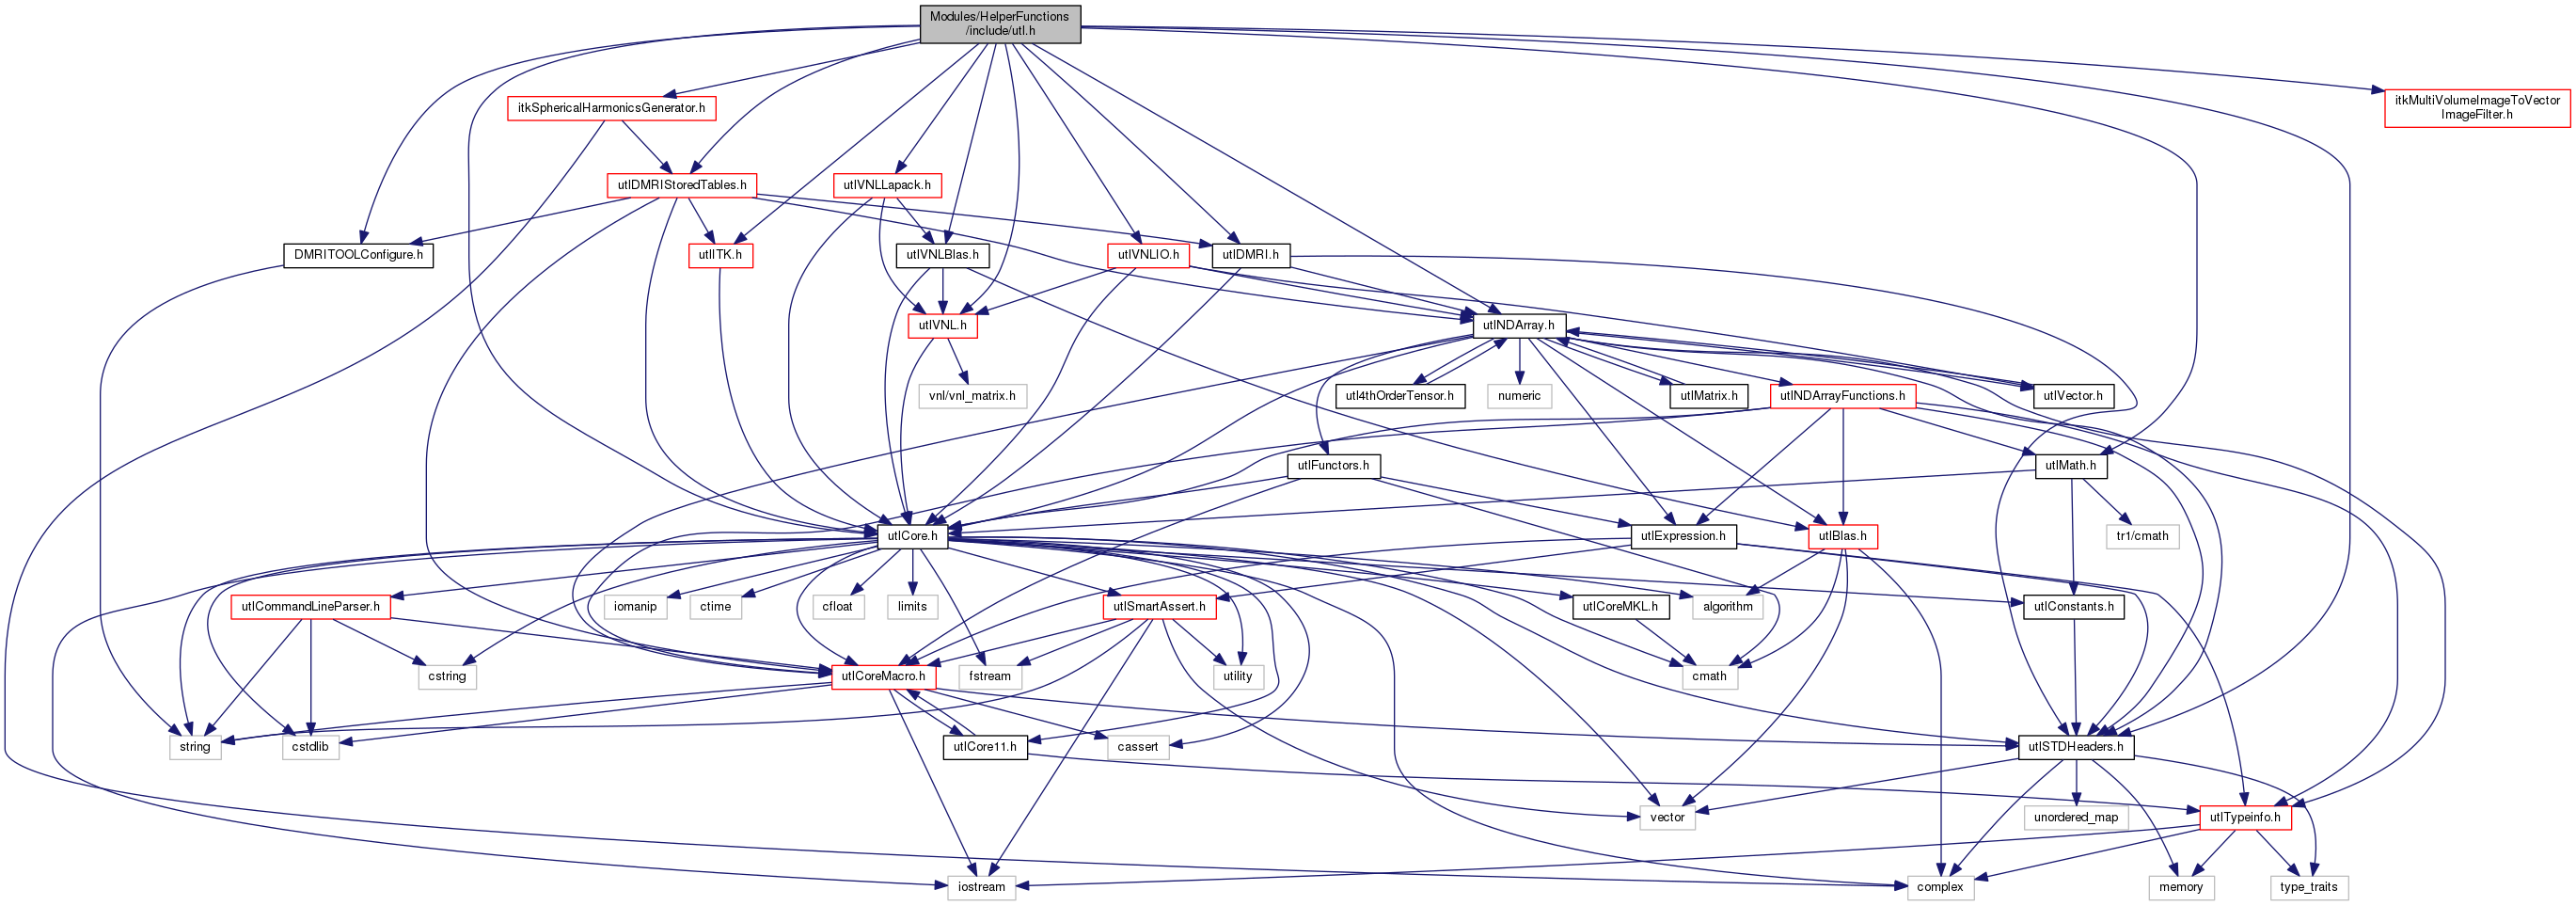 Modules/HelperFunctions
/include/utl.h
itkSphericalHarmonicsGenerator.h
itkMultiVolumeImageToVector
ImageFilter.h
utlDMRIStoredTables.h
utlVNLLapack.h
DMRITOOLConfigure.h
utlITK.h
utlVNLBlas.h
utlVNLIO.h
utlDMRI.h
utlVNL.h
utlNDArray.h
vnl/vnl_matrix.h
utl4thOrderTensor.h
numeric
utlMatrix.h
utlNDArrayFunctions.h
utlVector.h
utlFunctors.h
utlMath.h
utlCore.h
utlExpression.h
utlBlas.h
tr1/cmath
utlCommandLineParser.h
iomanip
ctime
cfloat
limits
utlSmartAssert.h
utlCoreMKL.h
algorithm
utlConstants.h
cstring
utlCoreMacro.h
fstream
utility
cmath
string
cstdlib
utlCore11.h
cassert
utlSTDHeaders.h
vector
unordered_map
utlTypeinfo.h
iostream
complex
memory
type_traits